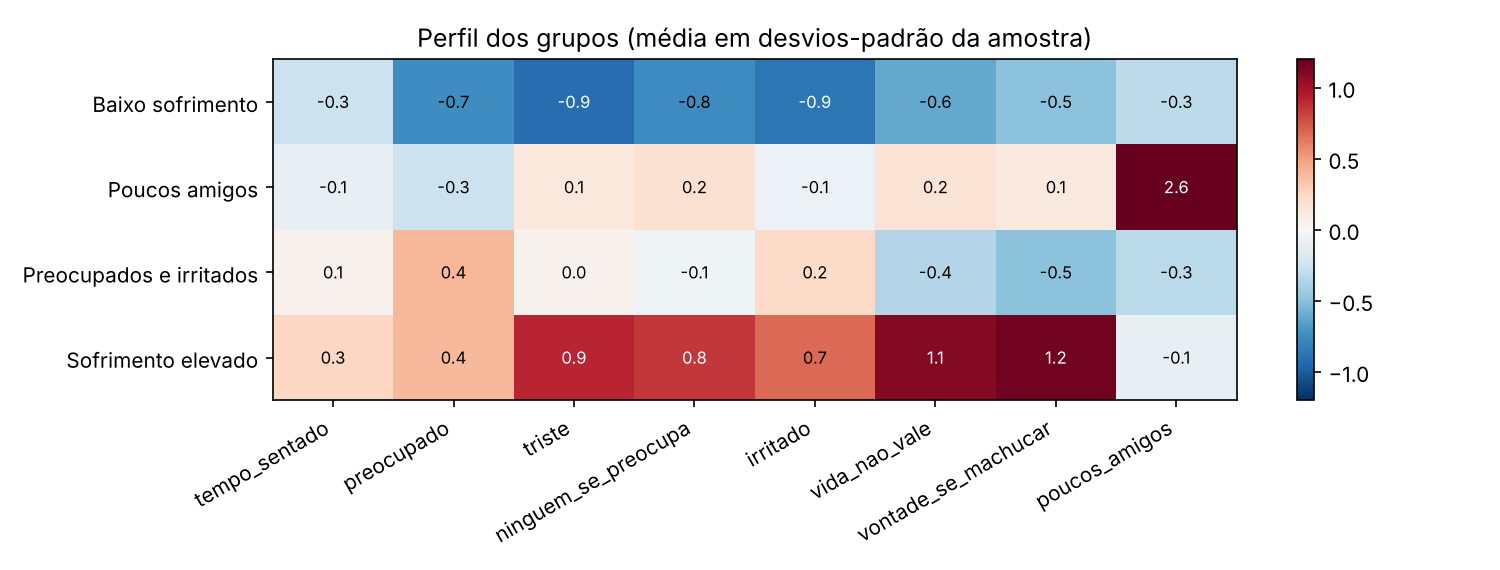 Perfil dos grupos (média em desvios-padrão da amostra)
Baixo sofrimento -0.3 -0.7 -0.9 -0.8 -0.9 -0.6 -0.5 -0.3
Poucos amigos -0.1 -0.3 0.1 0.2 -0.1 0.2 0.1 2.6
Preocupados e irritados 0.1 0.4 0.0 -0.1 0.2 -0.4 -0.5 -0.3
Sofrimento elevado 0.3 0.4 0.9 0.8 0.7 1.1 1.2 -0.1
tempo_sentado
preocupado
triste
ninguem_se_preocupa
irritado
vida_nao_vale
vontade_se_machucar
poucos_amigos
1.0
0.5
0.0
−0.5
−1.0